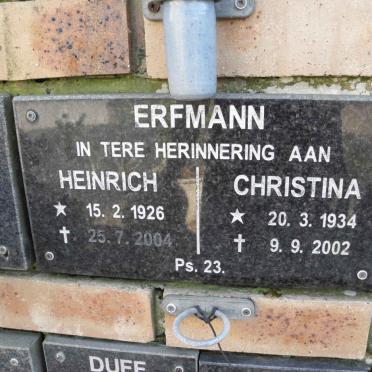 ERFMANN
IN TERE HERINNERING AAN
HEINRICH CHRISTINA
★ 15. 2. 1926 ★ 20. 3. 1934
✝ 25. 7. 2004 ✝ 9. 9. 2002
Ps. 23.
DUFF